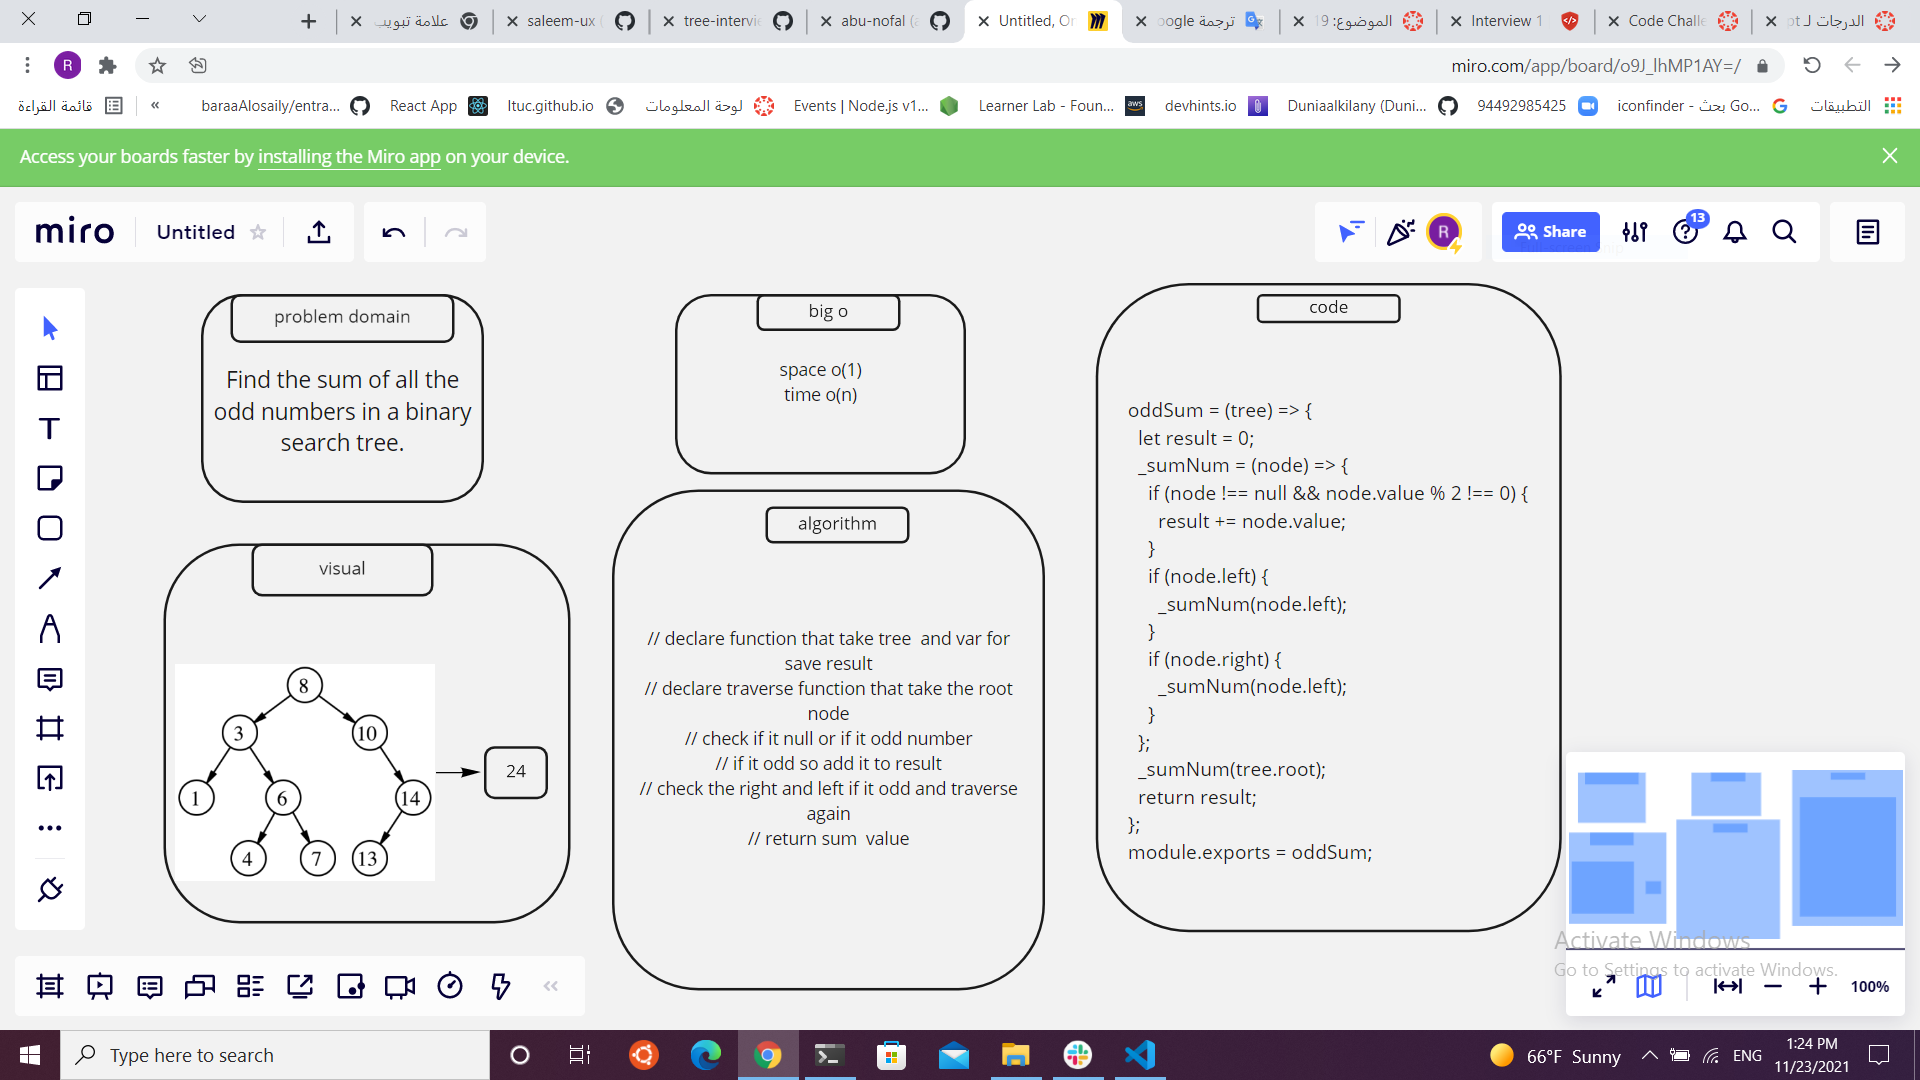 علامة تبويب
saleem-ux (
tree-intervie
abu-nofal (a
Untitled, On
ترجمة oogle
الموضوع: 19
Interview 1
Code Challe
الدرجات لـ pt
R
miro.com/app/board/o9J_lhMP1AY=/
قائمة القراءة
«
baraaAlosaily/entra...
React App
ltuc.github.io
لوحة المعلومات
Events | Node.js v1...
Learner Lab - Foun...
aws
devhints.io
Duniaalkilany (Duni...
94492985425
iconfinder - بحث Go...
التطبيقات
Access your boards faster by installing the Miro app on your device.
miro
Untitled
R
Share
13
problem domain
Find the sum of all the
odd numbers in a binary
search tree.
big o
space o(1)
time o(n)
code
oddSum = (tree) => {
let result = 0;
_sumNum = (node) => {
if (node !== null && node.value % 2 !== 0) {
result += node.value;
}
if (node.left) {
_sumNum(node.left);
}
if (node.right) {
_sumNum(node.left);
}
};
_sumNum(tree.root);
return result;
};
module.exports = oddSum;
algorithm
// declare function that take tree  and var for
save result
// declare traverse function that take the root
node
// check if it null or if it odd number
// if it odd so add it to result
// check the right and left if it odd and traverse
again
// return sum  value
visual
8
3
10
1
6
14
4
7
13
24
Activate Windows
Go to Settings to activate Windows.
100%
Type here to search
66°F Sunny
ENG
1:24 PM
11/23/2021